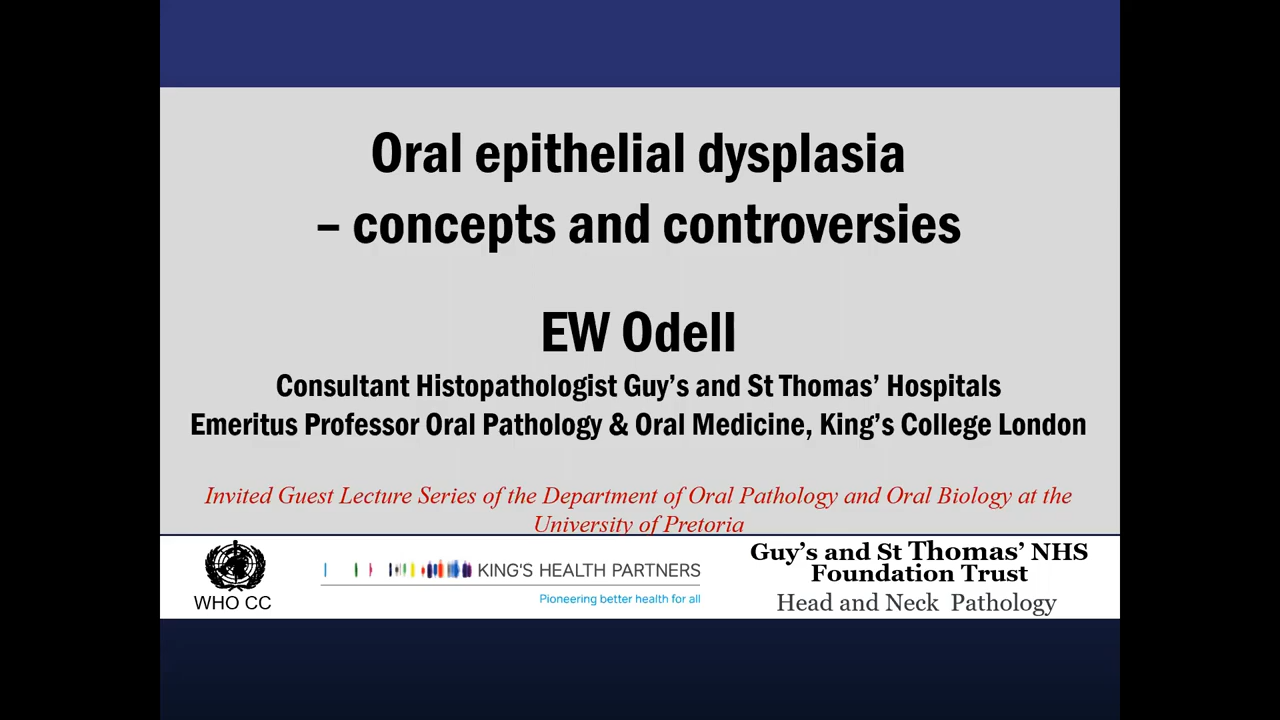 Oral epithelial dysplasia
– concepts and controversies
EW Odell
Consultant Histopathologist Guy's and St Thomas' Hospitals
Emeritus Professor Oral Pathology & Oral Medicine, King's College London
Invited Guest Lecture Series of the Department of Oral Pathology and Oral Biology at the
University of Pretoria
WHO CC
KING'S HEALTH PARTNERS
Pioneering better health for all
Guy's and St Thomas' NHS
Foundation Trust
Head and Neck Pathology